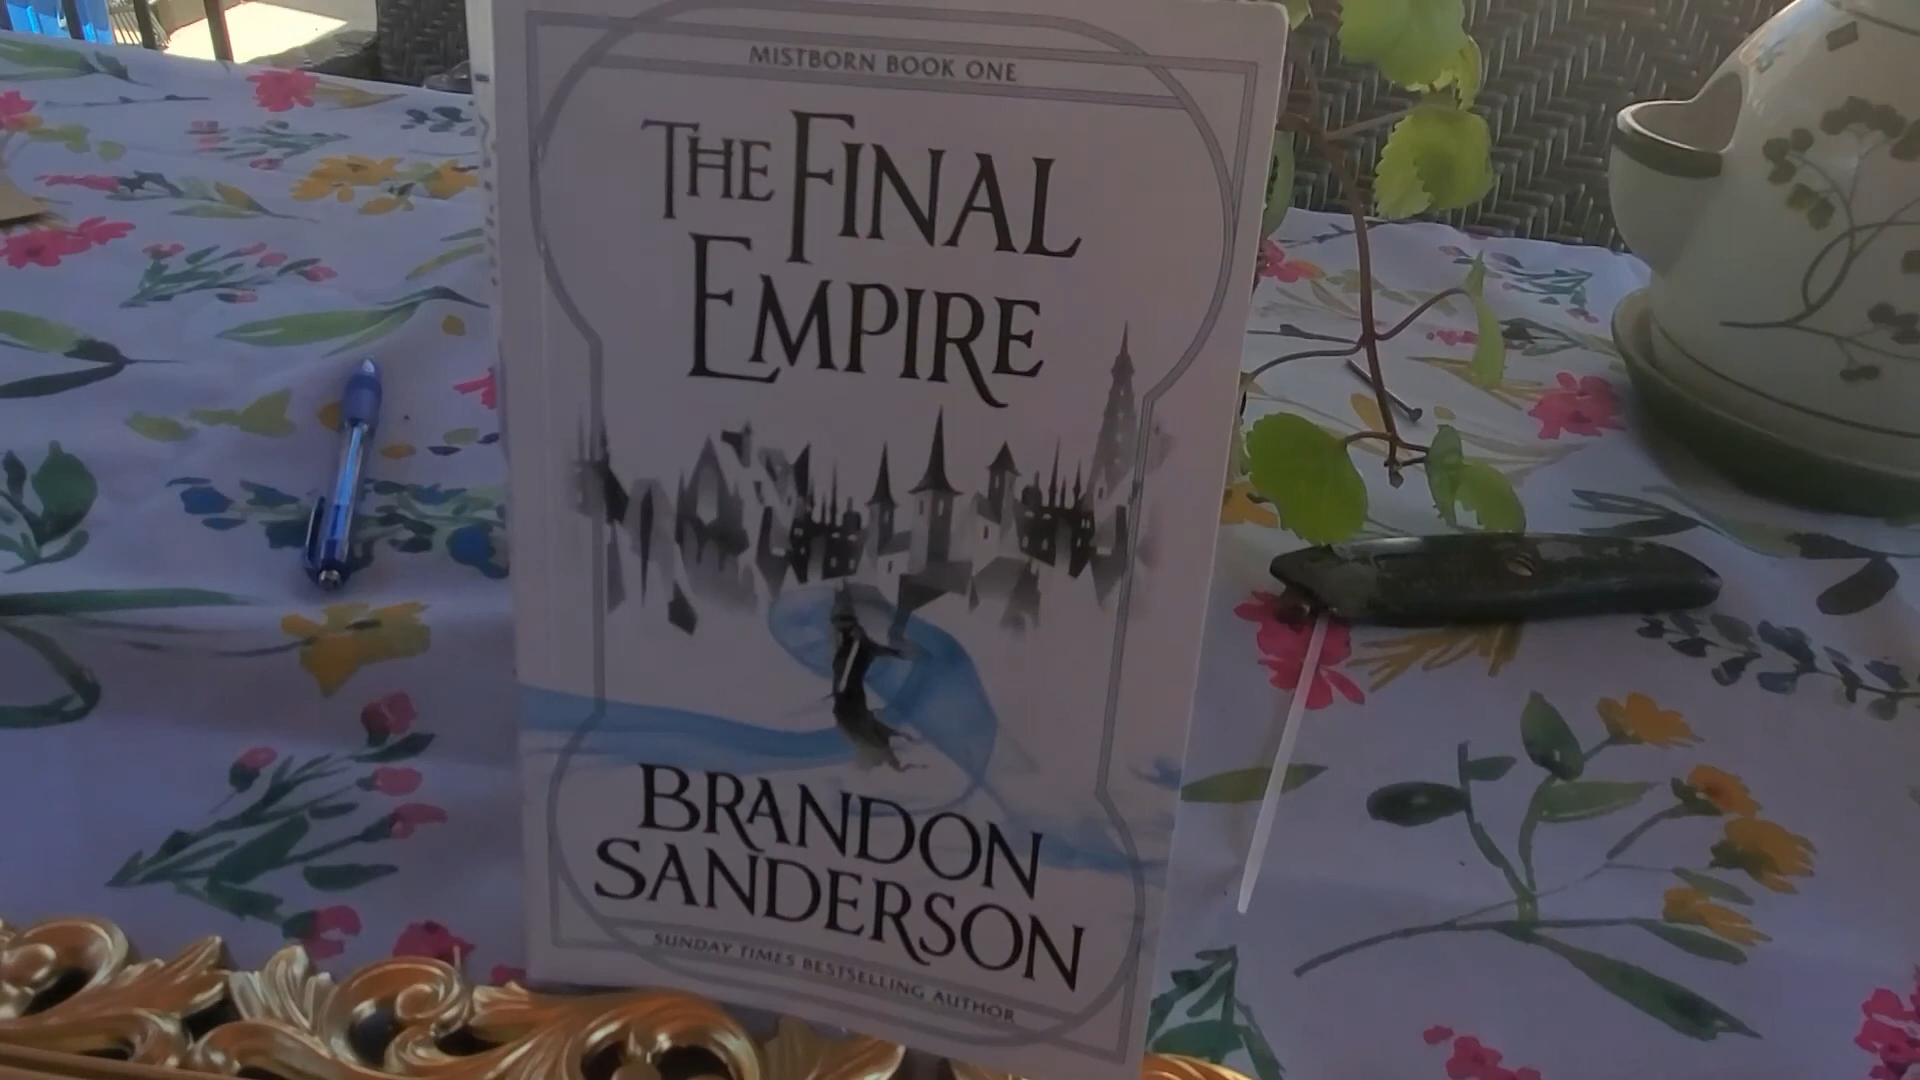 MISTBORN BOOK ONE
THE FINAL
EMPIRE
BRANDON
SANDERSON
SUNDAY TIMES BESTSELLING AUTHOR